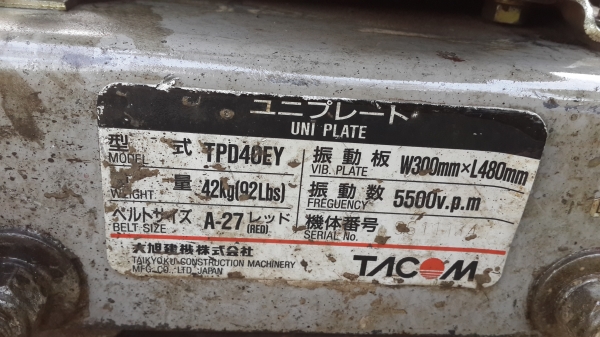 ユニプレート
UNI PLATE
型 式 TPD40EY 振動板 W300mm×L480mm
MODEL VIB. PLATE
量 42kg(92Lbs) 振動数 5500v.p.m
WEIGHT FREGUENCY
ベルトサイズ A-27 レッド 機体番号
BELT SIZE (RED) SERIAL No.
大旭建機株式会社
TAIKYOKU CONSTRUCTION MACHINERY
MFG.CO.,LTD.JAPAN
TACOM